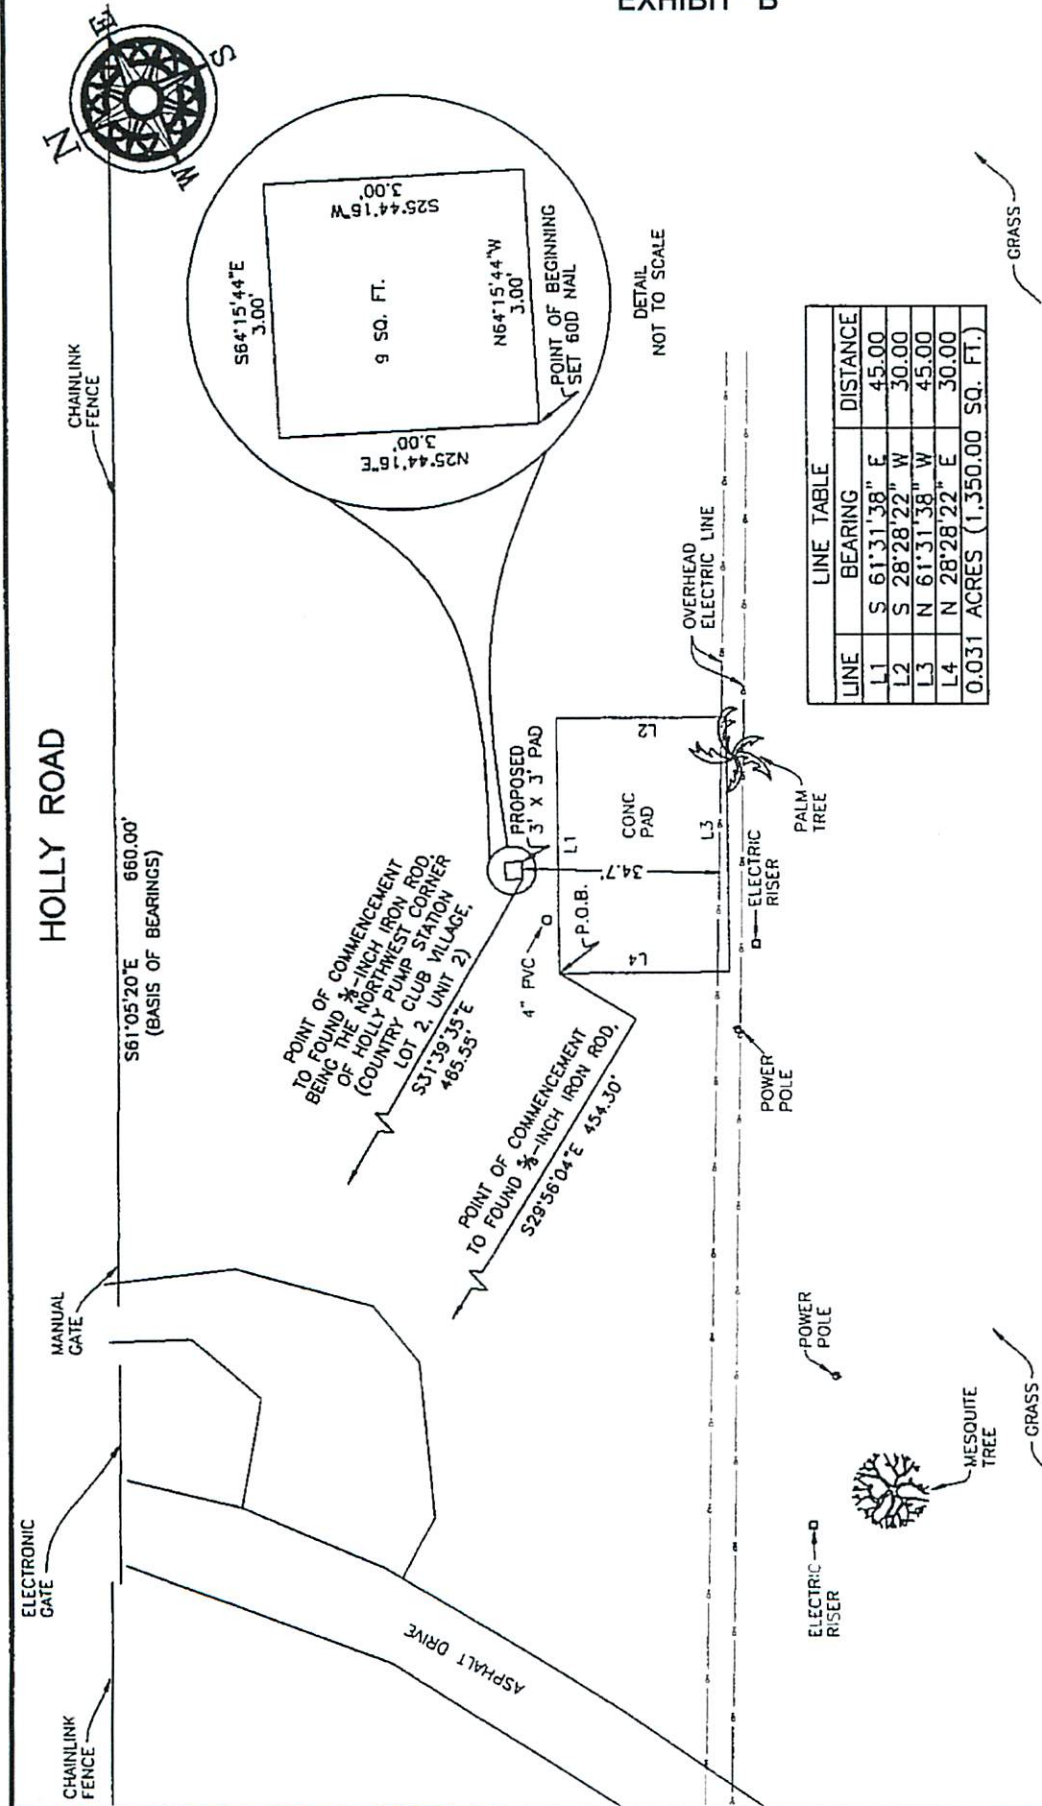 EXHIBIT "B"
HOLLY ROAD
N
E
S
W
CHAINLINK
FENCE
ELECTRONIC
GATE
MANUAL
GATE
S61°05'20"E 660.00'
(BASIS OF BEARINGS)
CHAINLINK
FENCE
ASPHALT DRIVE
POINT OF COMMENCEMENT
TO FOUND ⅝-INCH IRON ROD,
BEING THE NORTHWEST CORNER
OF HOLLY PUMP STATION
(COUNTRY CLUB VILLAGE,
LOT 2, UNIT 2)
S31°39'35"E
465.55'
POINT OF COMMENCEMENT
TO FOUND ⅝-INCH IRON ROD,
S29°56'04"E 454.30'
4" PVC
PROPOSED
3' X 3' PAD
P.O.B.
L1
L2
L3
L4
CONC
PAD
34.7'
S64°15'44"E
3.00'
S25°44'16"W
3.00'
9 SQ. FT.
N64°15'44"W
3.00'
N25°44'16"E
3.00'
POINT OF BEGINNING
SET 60D NAIL
DETAIL
NOT TO SCALE
OVERHEAD
ELECTRIC LINE
PALM
TREE
ELECTRIC
RISER
POWER
POLE
POWER
POLE
ELECTRIC
RISER
MESQUITE
TREE
GRASS
GRASS
LINE TABLE
LINE BEARING DISTANCE
L1 S 61°31'38" E 45.00
L2 S 28°28'22" W 30.00
L3 N 61°31'38" W 45.00
L4 N 28°28'22" E 30.00
0.031 ACRES (1,350.00 SQ. FT.)